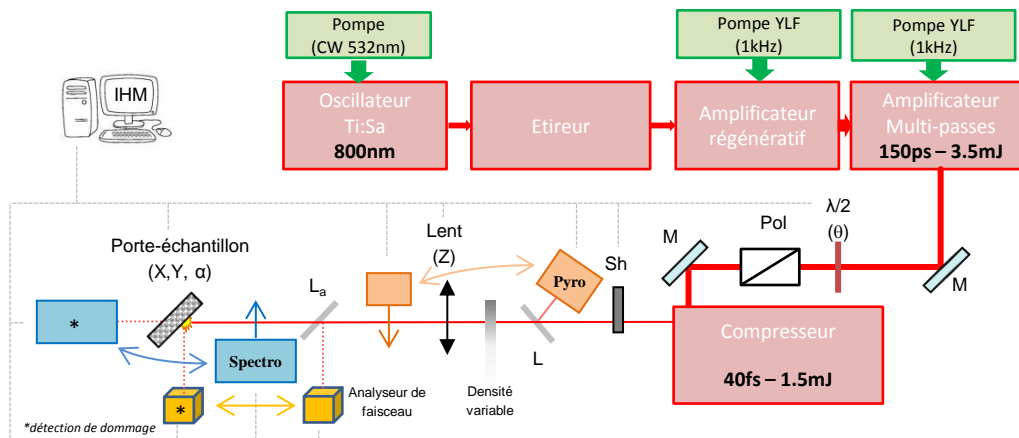 Pompe
(CW 532nm)
Pompe YLF
(1kHz)
Pompe YLF
(1kHz)
IHM
Oscillateur
Ti:Sa
800nm
Etireur
Amplificateur
régénératif
Amplificateur
Multi-passes
150ps – 3.5mJ
λ/2
(θ)
Pol
M
M
Lent
(Z)
Sh
Porte-échantillon
(X,Y, α)
La
Pyro
L
*
Spectro
Compresseur
40fs – 1.5mJ
*
Analyseur de
faisceau
Densité
variable
*détection de dommage